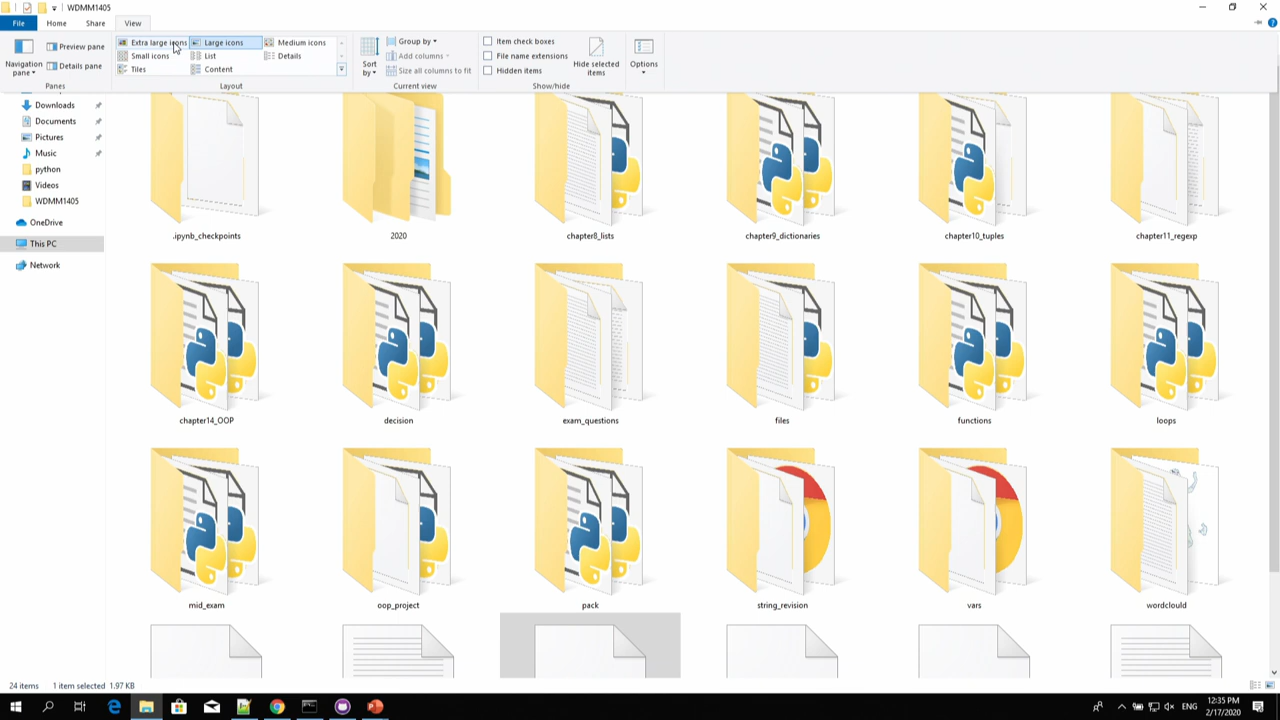 WDMM1405
File Home Share View
Navigation pane
Preview pane
Details pane
Panes
Extra large icons Large icons Medium icons
Small icons List Details
Tiles Content
Layout
Sort by
Group by
Add columns
Size all columns to fit
Current view
Item check boxes
File name extensions
Hidden items
Hide selected items
Show/hide
Options
Downloads
Documents
Pictures
Music
python
Videos
WDMM1405
OneDrive
This PC
Network
.ipynb_checkpoints 2020 chapter8_lists chapter9_dictionaries chapter10_tuples chapter11_regexp
chapter14_OOP decision exam_questions files functions loops
mid_exam oop_project pack string_revision vars wordclould
24 items 1 item selected 1.97 KB
ENG
12:35 PM
2/17/2020